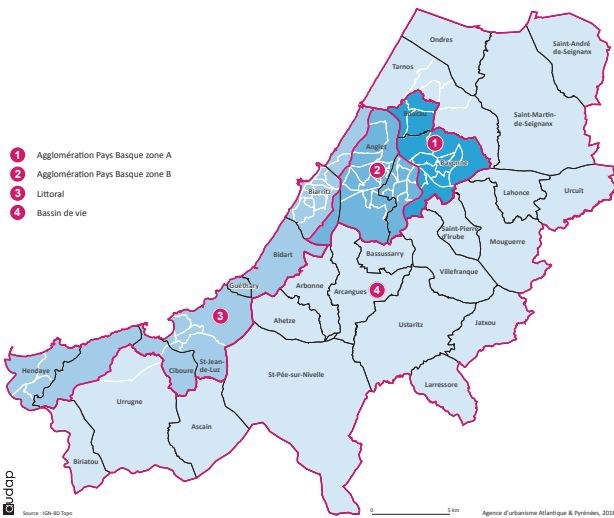 Ondres
Saint-André
de-Seignanx
Tarnos
Boucau
Saint-Martin-
de-Seignanx
1 Agglomération Pays Basque zone A
2 Agglomération Pays Basque zone B
3 Littoral
4 Bassin de vie
1
Anglet
Bayonne
2
Biarritz
Lahonce
Urcuit
Saint-Pierre
d'Irube
Mouguerre
Bidart
Bassussarry
Villefranque
Guéthary
Arbonne
Arcangues
4
3
Ahetze
Ustaritz
Jatxou
Hendaye
Ciboure
St-Jean-
de-Luz
St-Pée-sur-Nivelle
Larressore
Urrugne
Ascain
Biriatou
audap
Source : IGN-BD Topo
0 5 km
Agence d'urbanisme Atlantique & Pyrénées, 2013